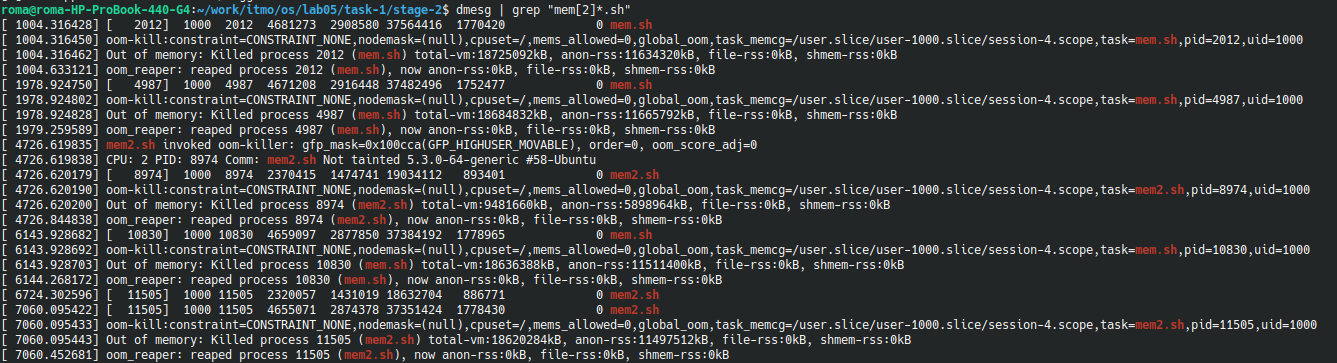 roma@roma-HP-ProBook-440-G4:~/work/itmo/os/lab05/task-1/stage-2$ dmesg | grep "mem[2]*.sh"
[ 1004.316428] [   2012]  1000  2012  4681273  2908580 37564416  1770420             0 mem.sh
[ 1004.316450] oom-kill:constraint=CONSTRAINT_NONE,nodemask=(null),cpuset=/,mems_allowed=0,global_oom,task_memcg=/user.slice/user-1000.slice/session-4.scope,task=mem.sh,pid=2012,uid=1000
[ 1004.316462] Out of memory: Killed process 2012 (mem.sh) total-vm:18725092kB, anon-rss:11634320kB, file-rss:0kB, shmem-rss:0kB
[ 1004.633121] oom_reaper: reaped process 2012 (mem.sh), now anon-rss:0kB, file-rss:0kB, shmem-rss:0kB
[ 1978.924750] [   4987]  1000  4987  4671208  2916448 37482496  1752477             0 mem.sh
[ 1978.924802] oom-kill:constraint=CONSTRAINT_NONE,nodemask=(null),cpuset=/,mems_allowed=0,global_oom,task_memcg=/user.slice/user-1000.slice/session-4.scope,task=mem.sh,pid=4987,uid=1000
[ 1978.924828] Out of memory: Killed process 4987 (mem.sh) total-vm:18684832kB, anon-rss:11665792kB, file-rss:0kB, shmem-rss:0kB
[ 1979.259589] oom_reaper: reaped process 4987 (mem.sh), now anon-rss:0kB, file-rss:0kB, shmem-rss:0kB
[ 4726.619835] mem2.sh invoked oom-killer: gfp_mask=0x100cca(GFP_HIGHUSER_MOVABLE), order=0, oom_score_adj=0
[ 4726.619838] CPU: 2 PID: 8974 Comm: mem2.sh Not tainted 5.3.0-64-generic #58-Ubuntu
[ 4726.620179] [   8974]  1000  8974  2370415  1474741 19034112   893401             0 mem2.sh
[ 4726.620190] oom-kill:constraint=CONSTRAINT_NONE,nodemask=(null),cpuset=/,mems_allowed=0,global_oom,task_memcg=/user.slice/user-1000.slice/session-4.scope,task=mem2.sh,pid=8974,uid=1000
[ 4726.620200] Out of memory: Killed process 8974 (mem2.sh) total-vm:9481660kB, anon-rss:5898964kB, file-rss:0kB, shmem-rss:0kB
[ 4726.844838] oom_reaper: reaped process 8974 (mem2.sh), now anon-rss:0kB, file-rss:0kB, shmem-rss:0kB
[ 6143.928682] [  10830]  1000 10830  4659097  2877850 37384192  1778965             0 mem.sh
[ 6143.928692] oom-kill:constraint=CONSTRAINT_NONE,nodemask=(null),cpuset=/,mems_allowed=0,global_oom,task_memcg=/user.slice/user-1000.slice/session-4.scope,task=mem.sh,pid=10830,uid=1000
[ 6143.928703] Out of memory: Killed process 10830 (mem.sh) total-vm:18636388kB, anon-rss:11511400kB, file-rss:0kB, shmem-rss:0kB
[ 6144.268172] oom_reaper: reaped process 10830 (mem.sh), now anon-rss:0kB, file-rss:0kB, shmem-rss:0kB
[ 6724.302596] [  11505]  1000 11505  2320057  1431019 18632704   886771             0 mem2.sh
[ 7060.095422] [  11505]  1000 11505  4655071  2874378 37351424  1778430             0 mem2.sh
[ 7060.095433] oom-kill:constraint=CONSTRAINT_NONE,nodemask=(null),cpuset=/,mems_allowed=0,global_oom,task_memcg=/user.slice/user-1000.slice/session-4.scope,task=mem2.sh,pid=11505,uid=1000
[ 7060.095443] Out of memory: Killed process 11505 (mem2.sh) total-vm:18620284kB, anon-rss:11497512kB, file-rss:0kB, shmem-rss:0kB
[ 7060.452681] oom_reaper: reaped process 11505 (mem2.sh), now anon-rss:0kB, file-rss:0kB, shmem-rss:0kB